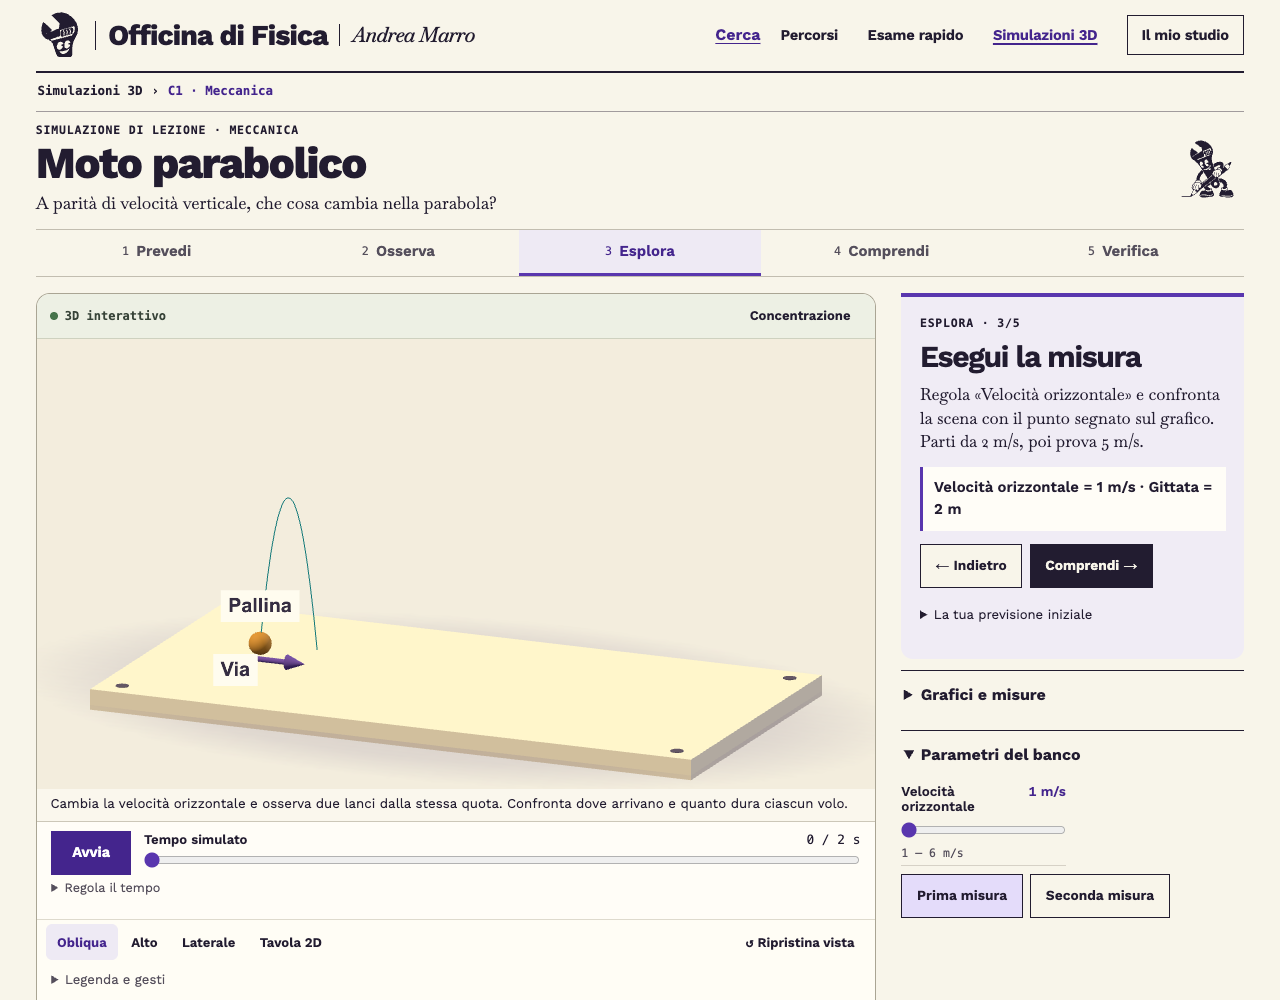 Officina di Fisica
Andrea Marro
Cerca
Percorsi
Esame rapido
Simulazioni 3D
Il mio studio
Simulazioni 3D › C1 · Meccanica
SIMULAZIONE DI LEZIONE · MECCANICA
Moto parabolico
A parità di velocità verticale, che cosa cambia nella parabola?
1 Prevedi
2 Osserva
3 Esplora
4 Comprendi
5 Verifica
3D interattivo
Concentrazione
Pallina
Via
Cambia la velocità orizzontale e osserva due lanci dalla stessa quota. Confronta dove arrivano e quanto dura ciascun volo.
Avvia
Tempo simulato
0 / 2 s
▶ Regola il tempo
Obliqua
Alto
Laterale
Tavola 2D
↺ Ripristina vista
▶ Legenda e gesti
ESPLORA · 3/5
Esegui la misura
Regola «Velocità orizzontale» e confronta
la scena con il punto segnato sul grafico.
Parti da 2 m/s, poi prova 5 m/s.
Velocità orizzontale = 1 m/s · Gittata =
2 m
← Indietro
Comprendi →
▶ La tua previsione iniziale
▶ Grafici e misure
▼ Parametri del banco
Velocità
orizzontale
1 m/s
1 – 6 m/s
Prima misura
Seconda misura